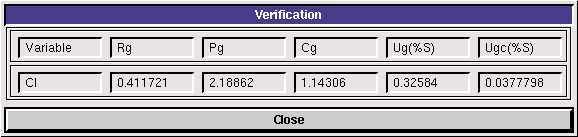 Verification
Variable Rg Pg Cg Ug(%S) Ugc(%S)
Cl 0.411721 2.18862 1.14306 0.32584 0.0377798
Close